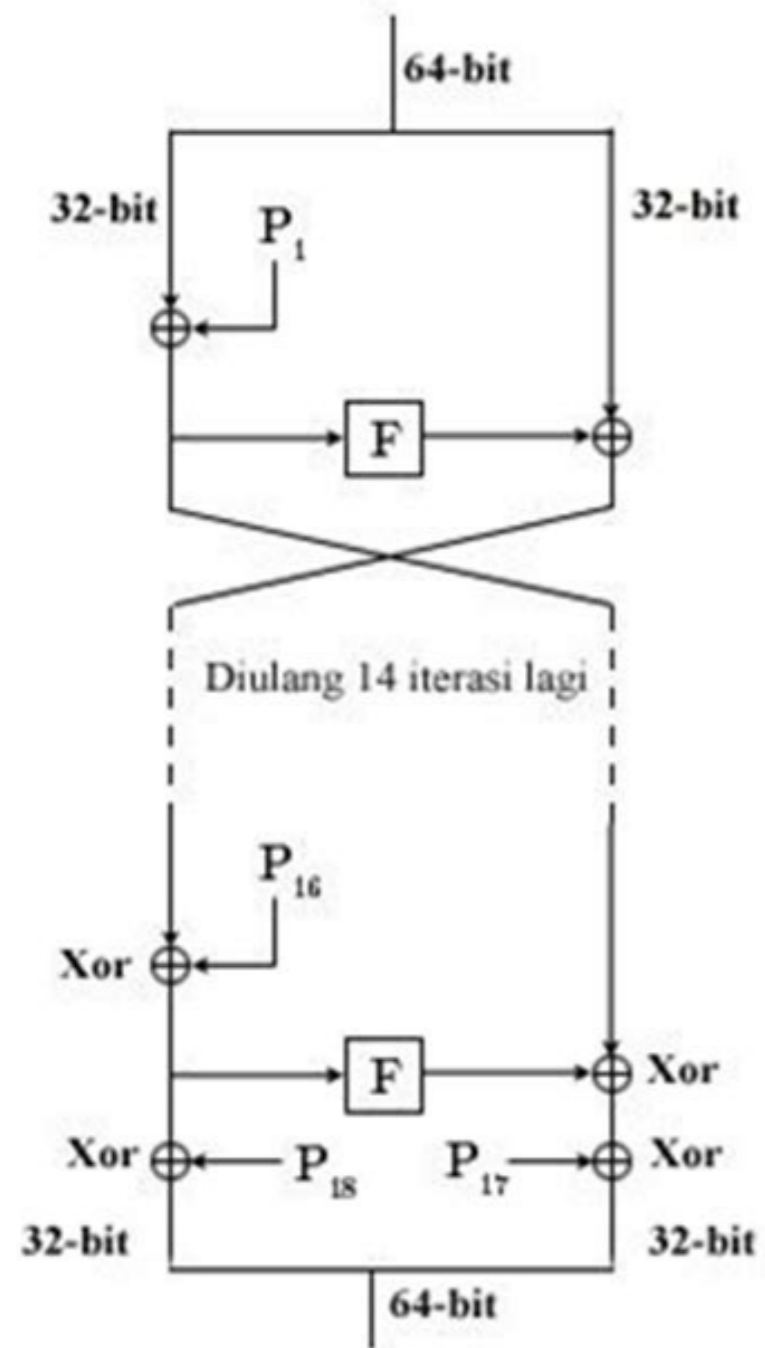 64-bit
32-bit
P₁
32-bit
F
Diulang 14 iterasi lagi
P₁₆
Xor
F
Xor
Xor
P₁₈
P₁₇
Xor
32-bit
32-bit
64-bit